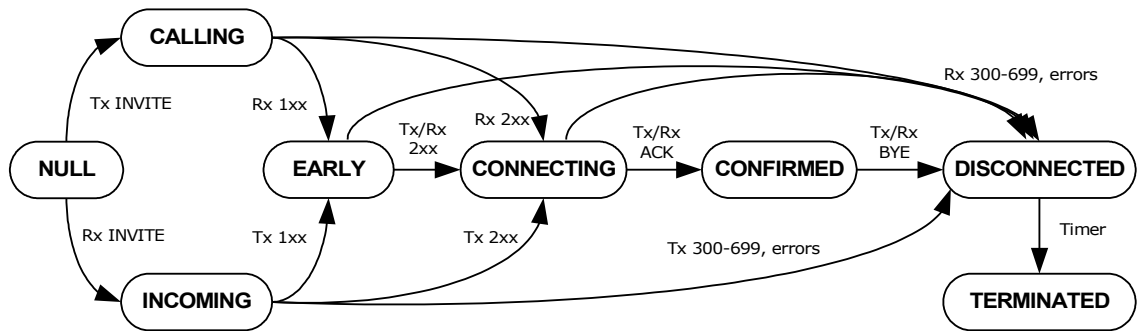 CALLING
Rx 300-699, errors
Tx INVITE
Rx 1xx
Rx 2xx
Tx/Rx
2xx
Tx/Rx
ACK
Tx/Rx
BYE
NULL
EARLY
CONNECTING
CONFIRMED
DISCONNECTED
Rx INVITE
Tx 1xx
Tx 2xx
Tx 300-699, errors
Timer
INCOMING
TERMINATED